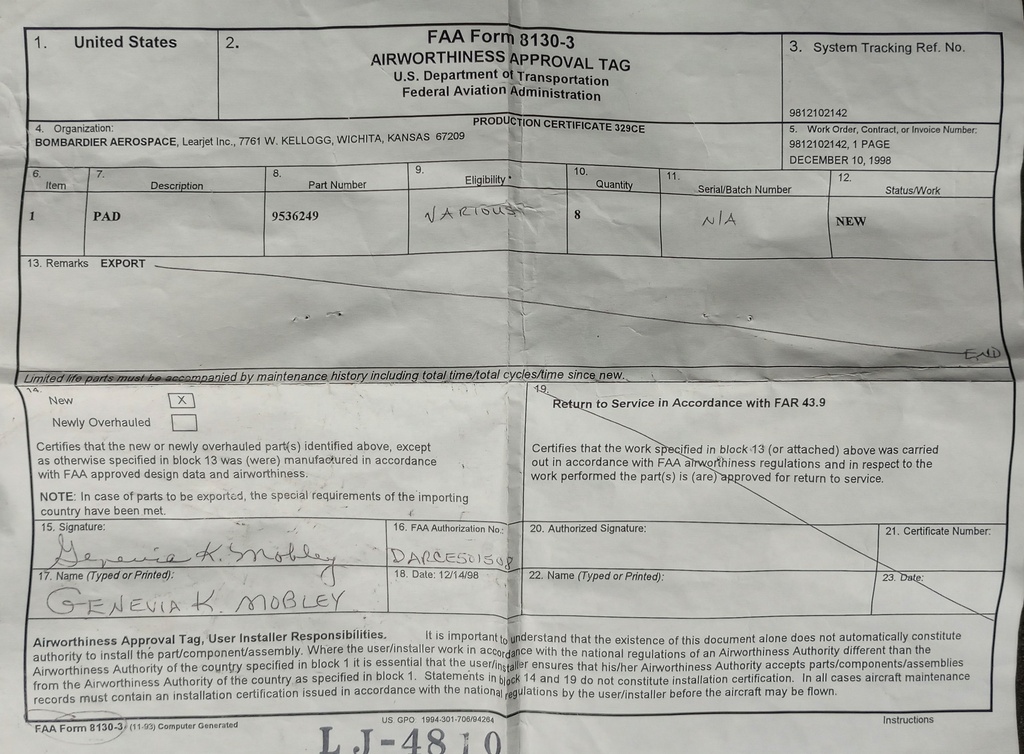 1. United States
2.
FAA Form 8130-3
AIRWORTHINESS APPROVAL TAG
U.S. Department of Transportation
Federal Aviation Administration
3. System Tracking Ref. No.
9812102142
PRODUCTION CERTIFICATE 329CE
4. Organization:
BOMBARDIER AEROSPACE, Learjet Inc., 7761 W. KELLOGG, WICHITA, KANSAS 67209
5. Work Order, Contract, or Invoice Number:
9812102142, 1 PAGE
DECEMBER 10, 1998
6. Item
7. Description
8. Part Number
9. Eligibility *
10. Quantity
11. Serial/Batch Number
12. Status/Work
1 PAD 9536249 VARIOUS 8 N/A NEW
13. Remarks EXPORT
END
Limited life parts must be accompanied by maintenance history including total time/total cycles/time since new.
14.
New X
Newly Overhauled
Certifies that the new or newly overhauled part(s) identified above, except
as otherwise specified in block 13 was (were) manufactured in accordance
with FAA approved design data and airworthiness.
NOTE: In case of parts to be exported, the special requirements of the importing
country have been met.
19.
Return to Service in Accordance with FAR 43.9
Certifies that the work specified in block 13 (or attached) above was carried
out in accordance with FAA airworthiness regulations and in respect to the
work performed the part(s) is (are) approved for return to service.
15. Signature:
Genevia K. Mobley
16. FAA Authorization No.:
DARCE501508
20. Authorized Signature:
21. Certificate Number:
17. Name (Typed or Printed):
GENEVIA K. MOBLEY
18. Date: 12/14/98
22. Name (Typed or Printed):
23. Date:
Airworthiness Approval Tag, User Installer Responsibilities. It is important to understand that the existence of this document alone does not automatically constitute
authority to install the part/component/assembly. Where the user/installer work in accordance with the national regulations of an Airworthiness Authority different than the
Airworthiness Authority of the country specified in block 1 it is essential that the user/installer ensures that his/her Airworthiness Authority accepts parts/components/assemblies
from the Airworthiness Authority of the country as specified in block 1. Statements in block 14 and 19 do not constitute installation certification. In all cases aircraft maintenance
records must contain an installation certification issued in accordance with the national regulations by the user/installer before the aircraft may be flown.
FAA Form 8130-3 (11-93) Computer Generated
US GPO: 1994-301-706/94264
Instructions
LJ-4810